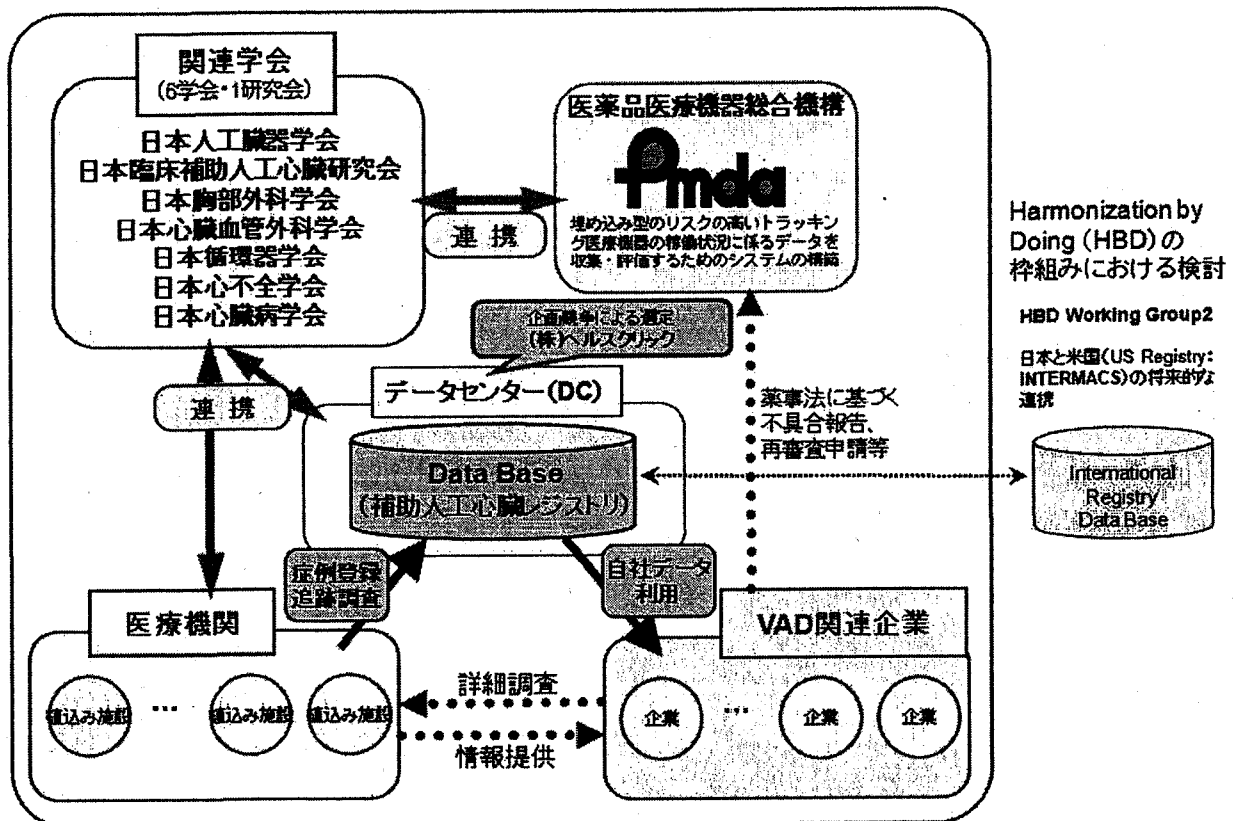 関連学会
(6学会・1研究会)
日本人工臓器学会
日本臨床補助人工心臓研究会
日本胸部外科学会
日本心臓血管外科学会
日本循環器学会
日本心不全学会
日本心臓病学会
連携
医薬品医療機器総合機構
Pmda
埋め込み型のリスクの高いトラッキン
グ医療機器の稼働状況に係るデータを
収集・評価するためのシステムの構築
Harmonization by
Doing (HBD)の
枠組みにおける検討
HBD Working Group2
日本と米国(US Registry:
INTERMACS)の将来的な
連携
International
Registry
Data Base
企画競争による選定
(株)ヘルスクリック
データセンター(DC)
Data Base
(補助人工心臓レジストリ)
連携
薬事法に基づく
不具合報告、
再審査申請等
症例登録
追跡調査
自社データ
利用
医療機関
植込み施設
…
植込み施設
植込み施設
詳細調査
情報提供
VAD関連企業
企業
…
企業
企業